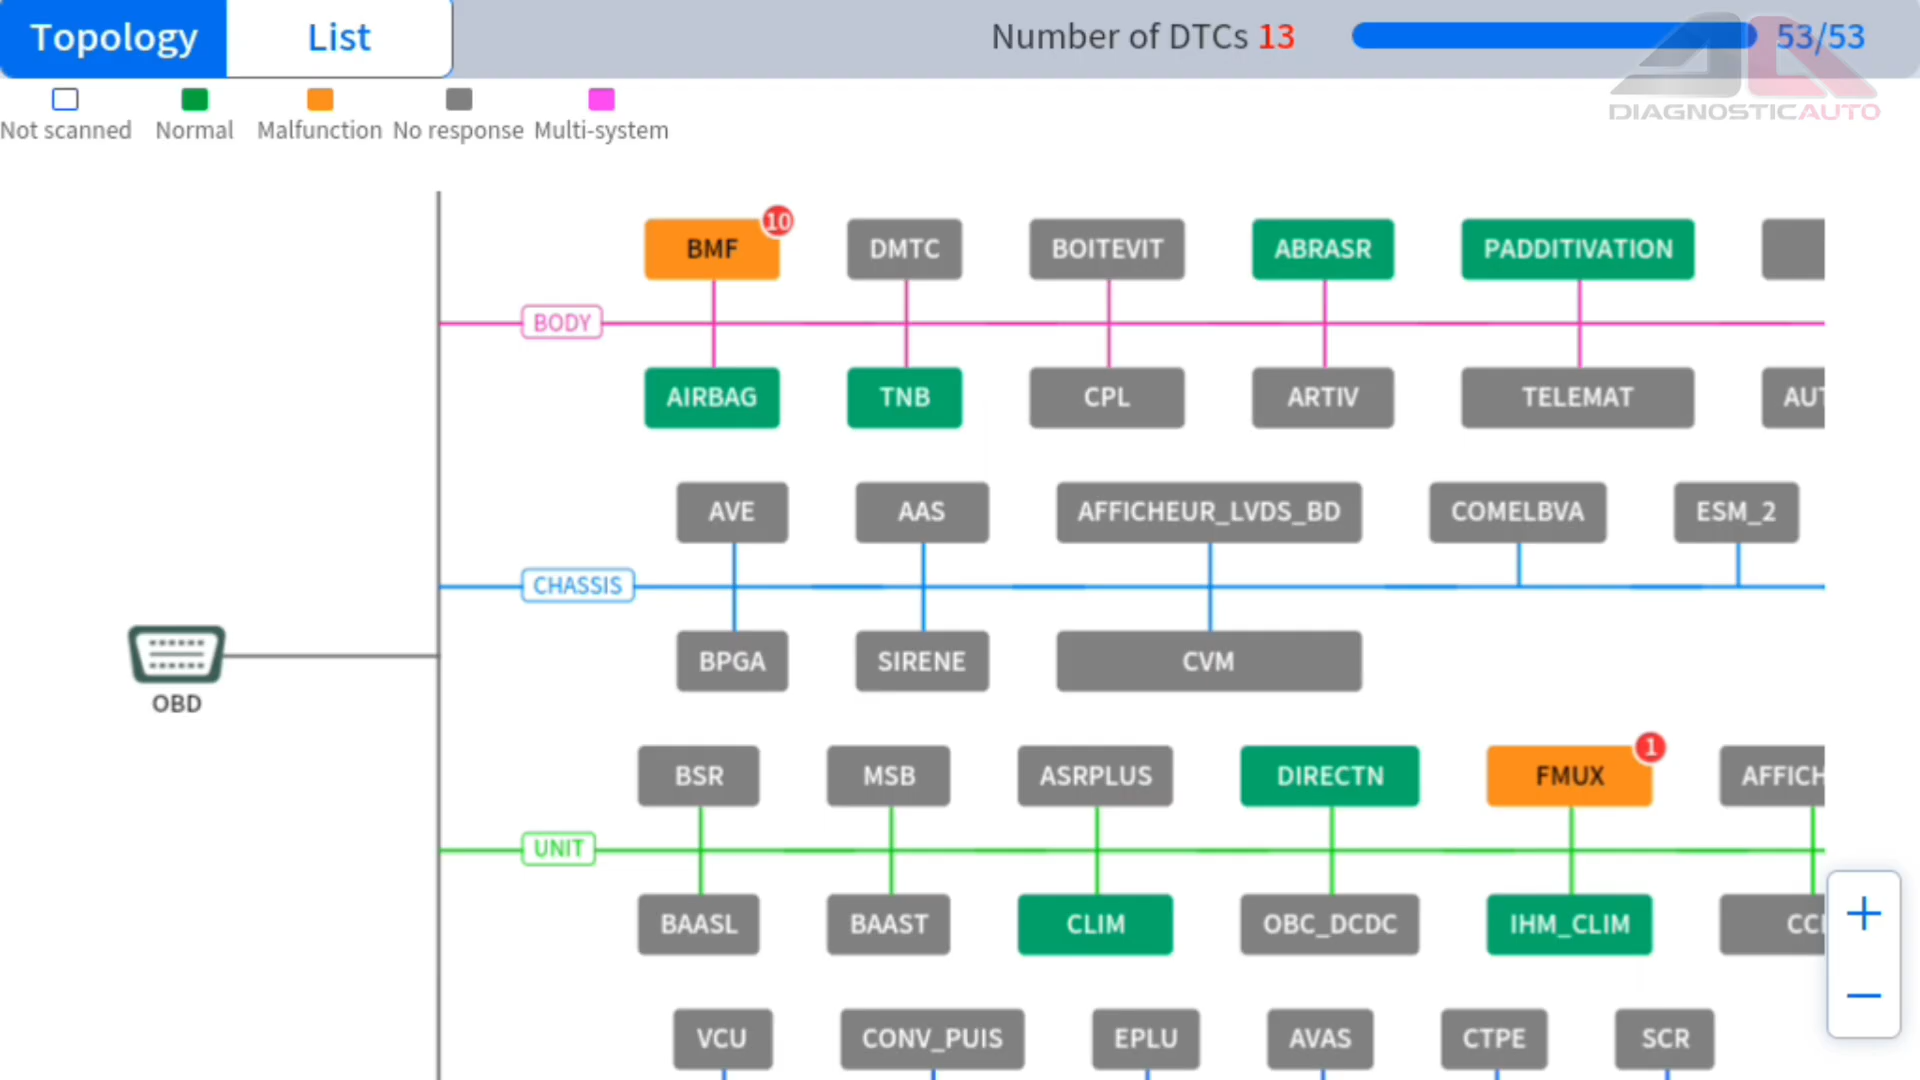 Topology List Number of DTCs 13 53/53
DIAGNOSTICAUTO
Not scanned Normal Malfunction No response Multi-system
10
BMF DMTC BOITEVIT ABRASR PADDITIVATION
BODY
AIRBAG TNB CPL ARTIV TELEMAT AUT
AVE AAS AFFICHEUR_LVDS_BD COMELBVA ESM_2
CHASSIS
BPGA SIRENE CVM
OBD
1
BSR MSB ASRPLUS DIRECTN FMUX AFFICH
UNIT
BAASL BAAST CLIM OBC_DCDC IHM_CLIM CCI
+
−
VCU CONV_PUIS EPLU AVAS CTPE SCR